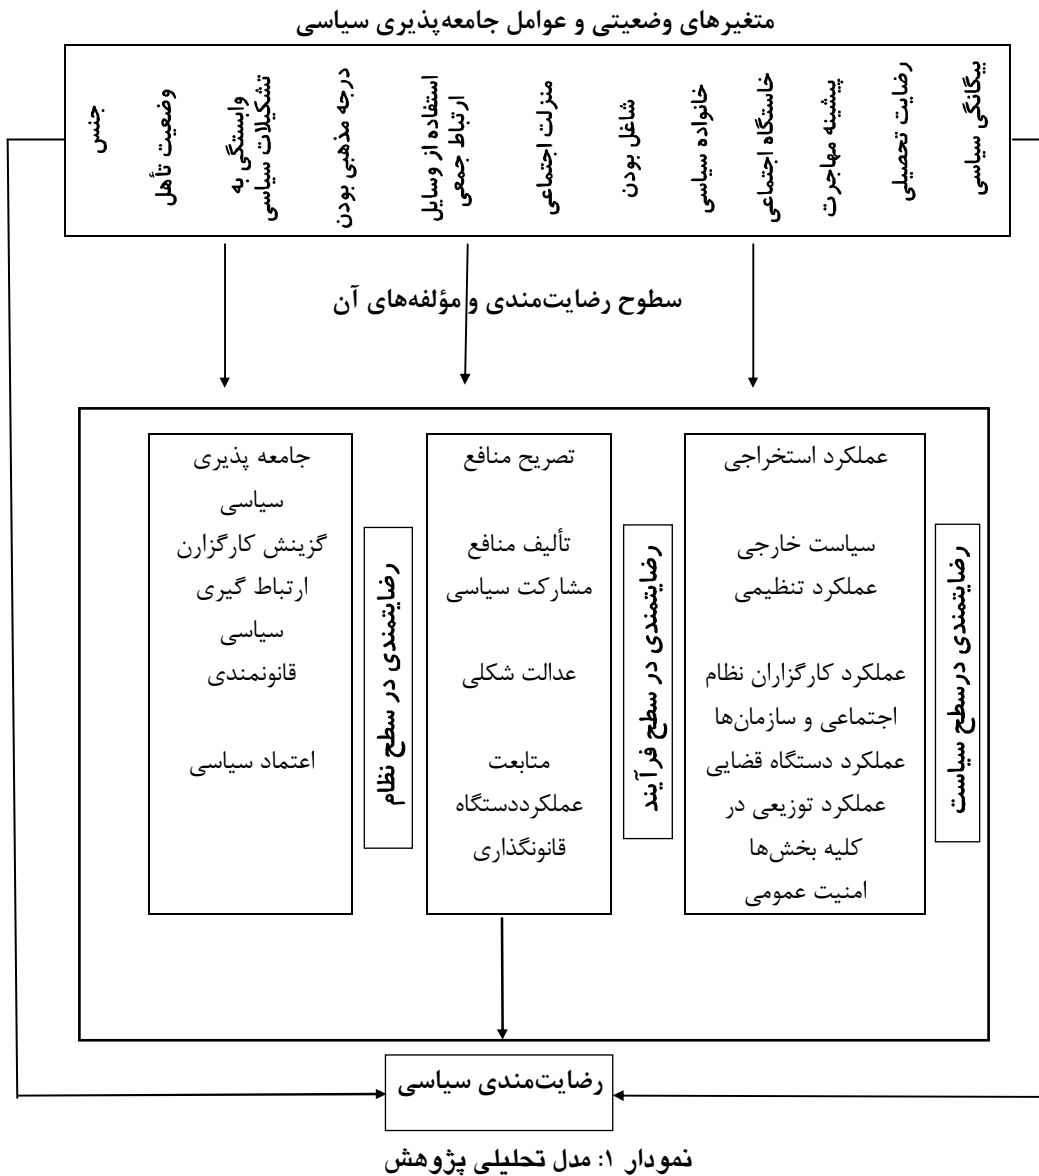 متغیرهای وضعیتی و عوامل جامعه‌پذیری سیاسی
بیگانگی سیاسی
رضایت تحصیلی
پیشینه مهاجرت
خاستگاه اجتماعی
خانواده سیاسی
شاغل بودن
منزلت اجتماعی
استفاده از وسایل
ارتباط جمعی
درجه مذهبی بودن
وابستگی به
تشکیلات سیاسی
وضعیت تأهل
جنس
سطوح رضایت‌مندی و مؤلفه‌های آن
رضایتمندی درسطح سیاست
عملکرد استخراجی
سیاست خارجی
عملکرد تنظیمی
عملکرد کارگزاران نظام
اجتماعی و سازمان‌ها
عملکرد دستگاه قضایی
عملکرد توزیعی در
کلیه بخش‌ها
امنیت عمومی
رضایتمندی در سطح فرآیند
تصریح منافع
تألیف منافع
مشارکت سیاسی
عدالت شکلی
متابعت
عملکرددستگاه
قانونگذاری
رضایتمندی در سطح نظام
جامعه پذیری
سیاسی
گزینش کارگزارن
ارتباط گیری
سیاسی
قانونمندی
اعتماد سیاسی
رضایت‌مندی سیاسی
نمودار ۱: مدل تحلیلی پژوهش